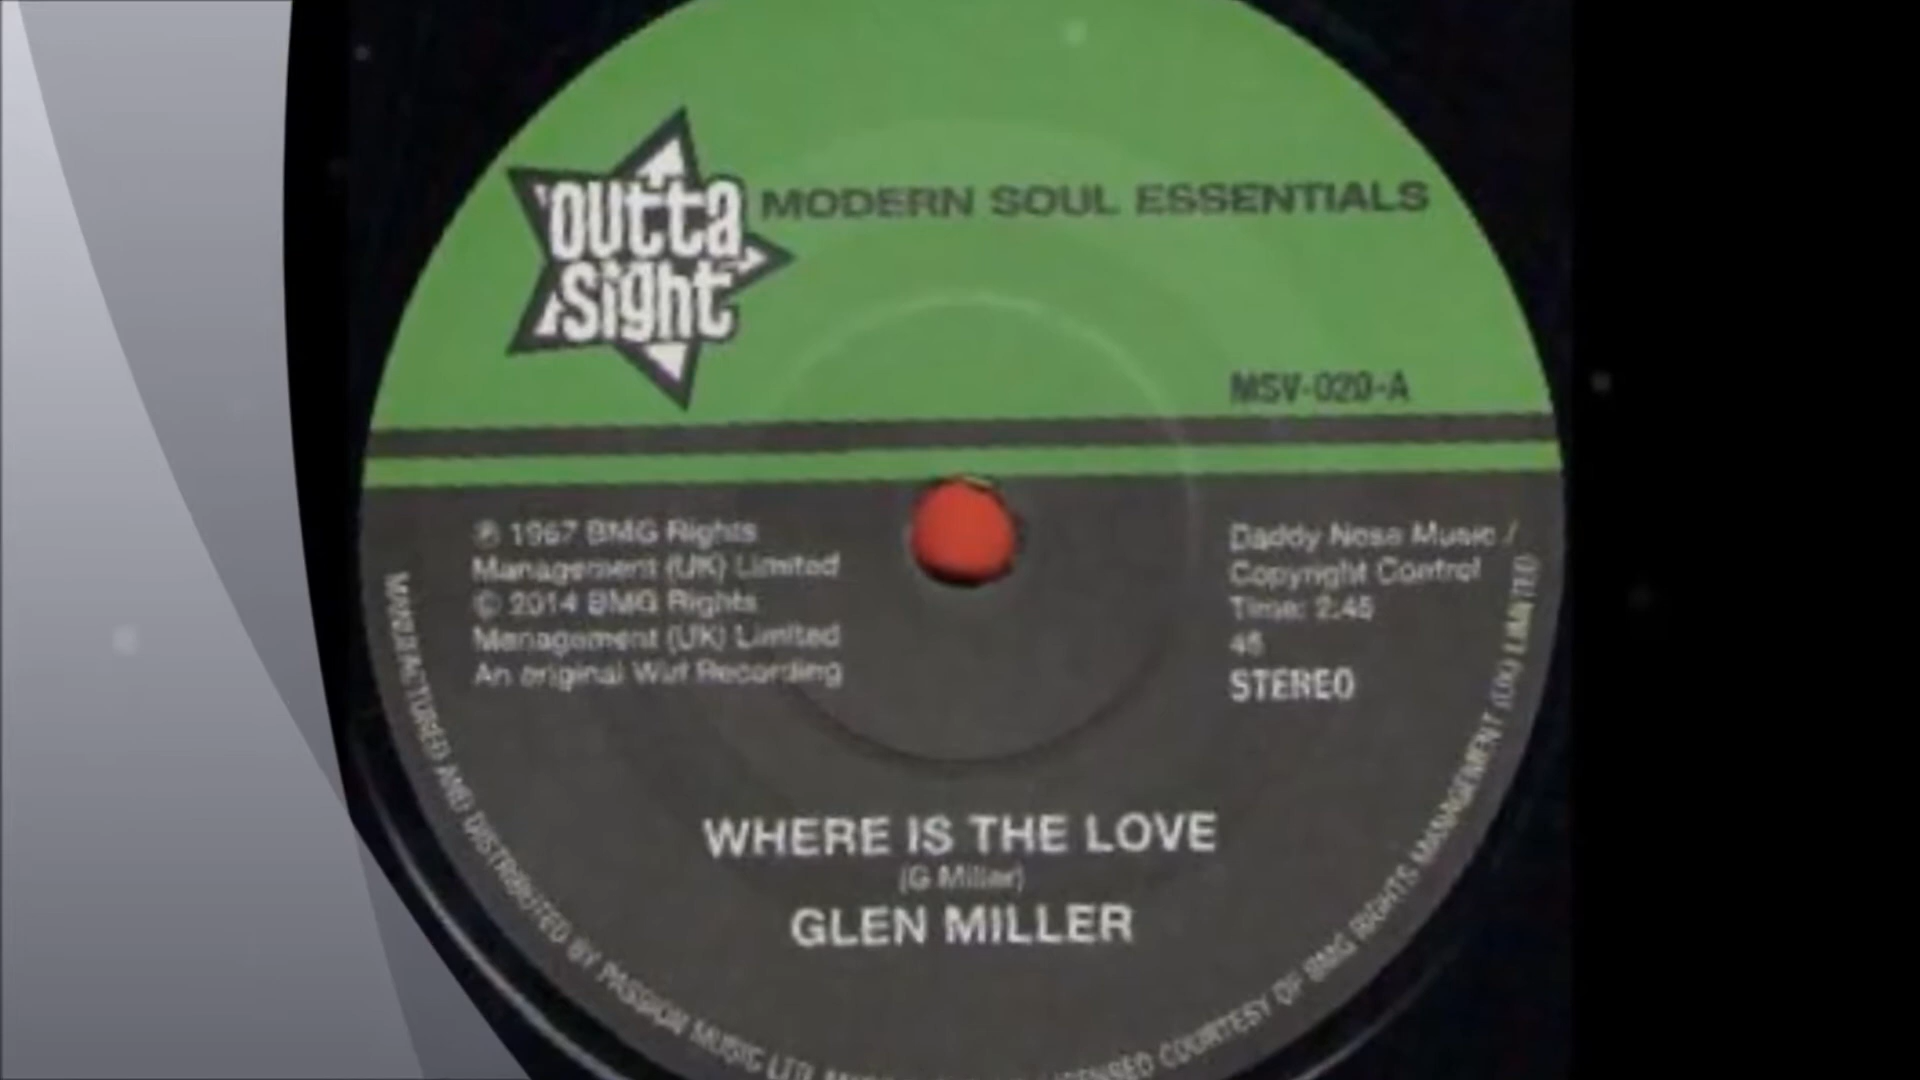 outta
sight
MODERN SOUL ESSENTIALS
MSV-020-A
℗ 1967 BMG Rights
Management (UK) Limited
© 2014 BMG Rights
Management (UK) Limited
An original Wirl Recording
Daddy Nose Music /
Copyright Control
Time: 2:45
45
STEREO
WHERE IS THE LOVE
(G Miller)
GLEN MILLER
MANUFACTURED AND DISTRIBUTED BY PASSION MUSIC LTD
LICENSED COURTESY OF BMG RIGHTS MANAGEMENT (UK) LIMITED